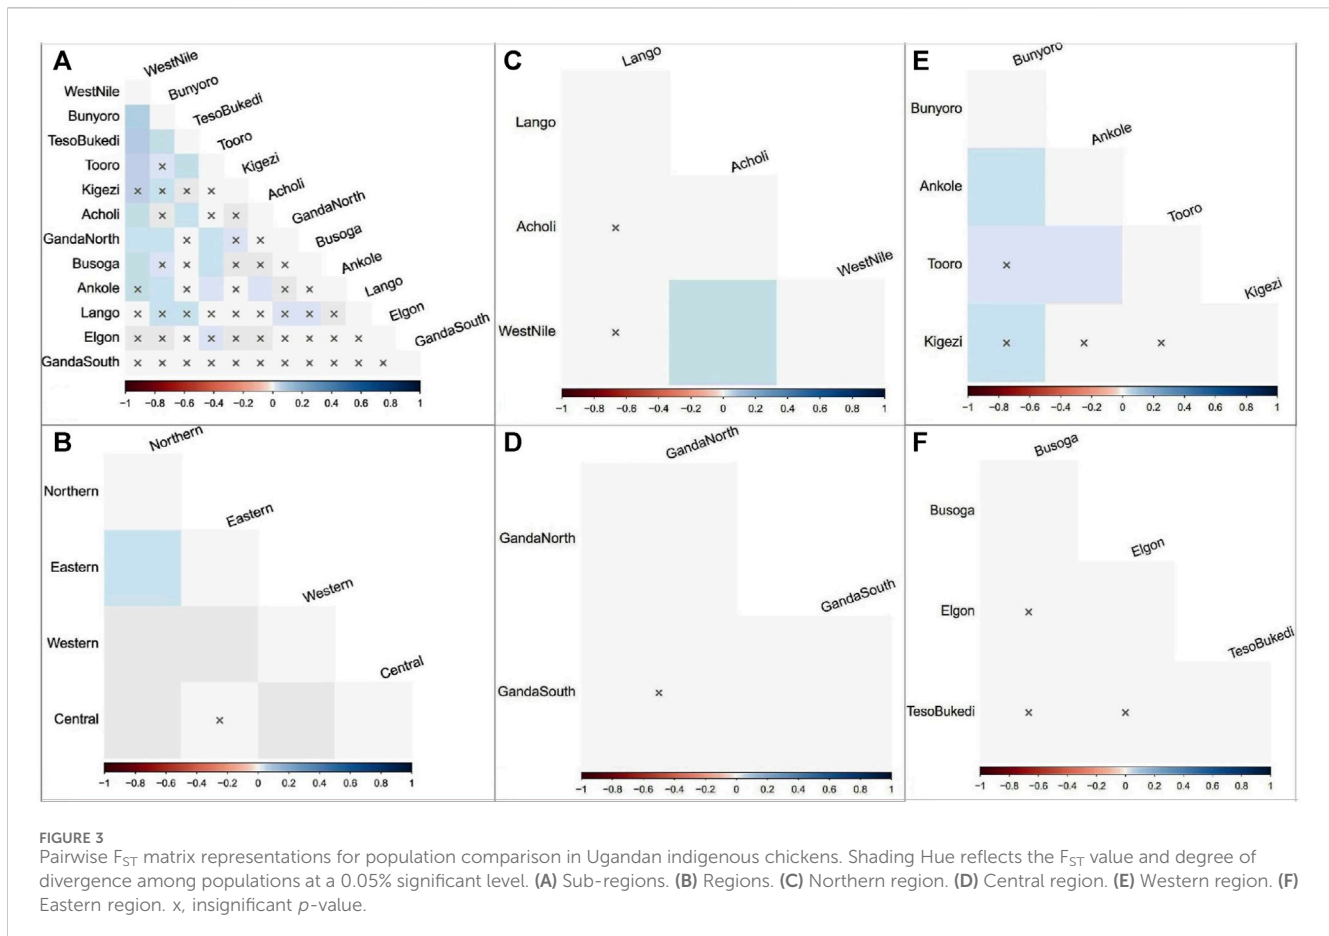 A
WestNile
Bunyoro
TesoBukedi
Tooro
Kigezi
Acholi
GandaNorth
Busoga
Ankole
Lango
Elgon
GandaSouth
WestNile
Bunyoro
TesoBukedi
Tooro
Kigezi
Acholi
GandaNorth
Busoga
Ankole
Lango
Elgon
GandaSouth
−1 −0.8 −0.6 −0.4 −0.2 0 0.2 0.4 0.6 0.8 1
C
Lango
Acholi
WestNile
Lango
Acholi
WestNile
−1 −0.8 −0.6 −0.4 −0.2 0 0.2 0.4 0.6 0.8 1
E
Bunyoro
Ankole
Tooro
Kigezi
Bunyoro
Ankole
Tooro
Kigezi
−1 −0.8 −0.6 −0.4 −0.2 0 0.2 0.4 0.6 0.8 1
B
Northern
Eastern
Western
Central
Northern
Eastern
Western
Central
−1 −0.8 −0.6 −0.4 −0.2 0 0.2 0.4 0.6 0.8 1
D
GandaNorth
GandaSouth
GandaNorth
GandaSouth
−1 −0.8 −0.6 −0.4 −0.2 0 0.2 0.4 0.6 0.8 1
F
Busoga
Elgon
TesoBukedi
Busoga
Elgon
TesoBukedi
−1 −0.8 −0.6 −0.4 −0.2 0 0.2 0.4 0.6 0.8 1
FIGURE 3
Pairwise FST matrix representations for population comparison in Ugandan indigenous chickens. Shading Hue reflects the FST value and degree of
divergence among populations at a 0.05% significant level. (A) Sub-regions. (B) Regions. (C) Northern region. (D) Central region. (E) Western region. (F)
Eastern region. x, insignificant p-value.